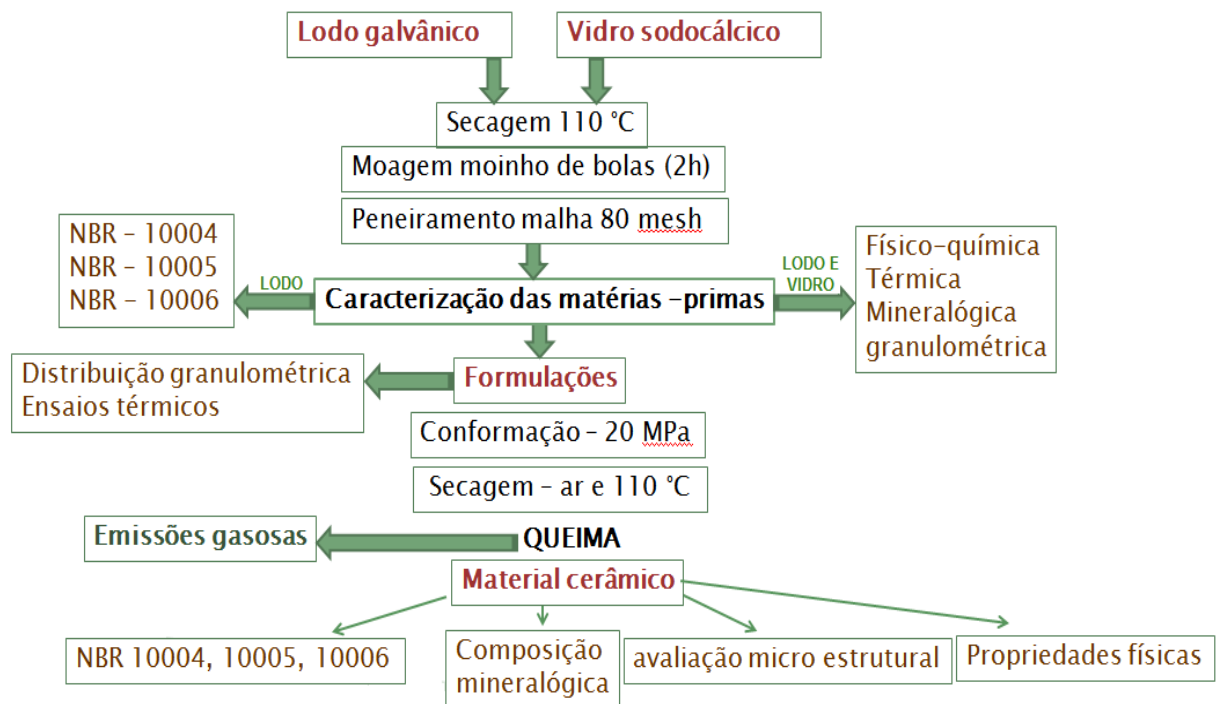 Lodo galvânico
Vidro sodocálcico
Secagem 110 °C
Moagem moinho de bolas (2h)
Peneiramento malha 80 mesh
NBR – 10004
NBR – 10005
NBR – 10006
LODO
Caracterização das matérias –primas
LODO E
VIDRO
Físico-química
Térmica
Mineralógica
granulométrica
Formulações
Distribuição granulométrica
Ensaios térmicos
Conformação – 20 MPa
Secagem – ar e 110 °C
QUEIMA
Emissões gasosas
Material cerâmico
NBR 10004, 10005, 10006
Composição
mineralógica
avaliação micro estrutural
Propriedades físicas